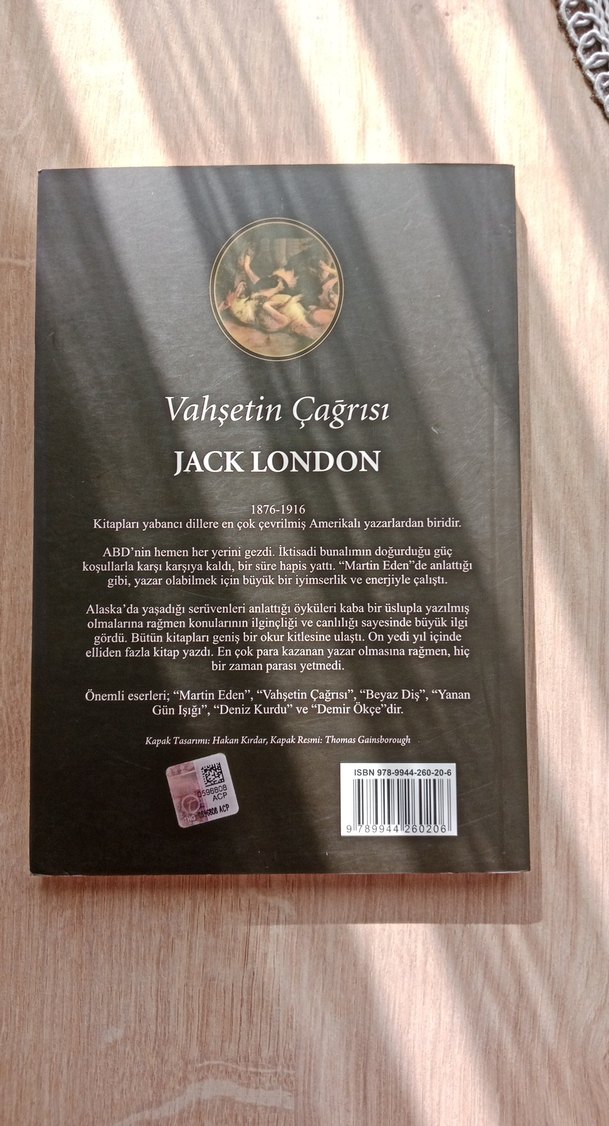 Vahşetin Çağrısı
JACK LONDON
1876-1916
Kitapları yabancı dillere en çok çevrilmiş Amerikalı yazarlardan biridir.
ABD'nin hemen her yerini gezdi. İktisadi bunalımın doğurduğu güç
koşullarla karşı karşıya kaldı, bir süre hapis yattı. “Martin Eden”de anlattığı
gibi, yazar olabilmek için büyük bir iyimserlik ve enerjiyle çalıştı.
Alaska'da yaşadığı serüvenleri anlattığı öyküleri kaba bir üslupla yazılmış
olmalarına rağmen konularının ilginçliği ve canlılığı sayesinde büyük ilgi
gördü. Bütün kitapları geniş bir okur kitlesine ulaştı. On yedi yıl içinde
elliden fazla kitap yazdı. En çok para kazanan yazar olmasına rağmen, hiç
bir zaman parası yetmedi.
Önemli eserleri; “Martin Eden”, “Vahşetin Çağrısı”, “Beyaz Diş”, “Yanan
Gün Işığı”, “Deniz Kurdu” ve “Demir Ökçe”dir.
Kapak Tasarımı: Hakan Kırdar, Kapak Resmi: Thomas Gainsborough
ISBN 978-9944-260-20-6
9 789944 260206
ACP
ACP